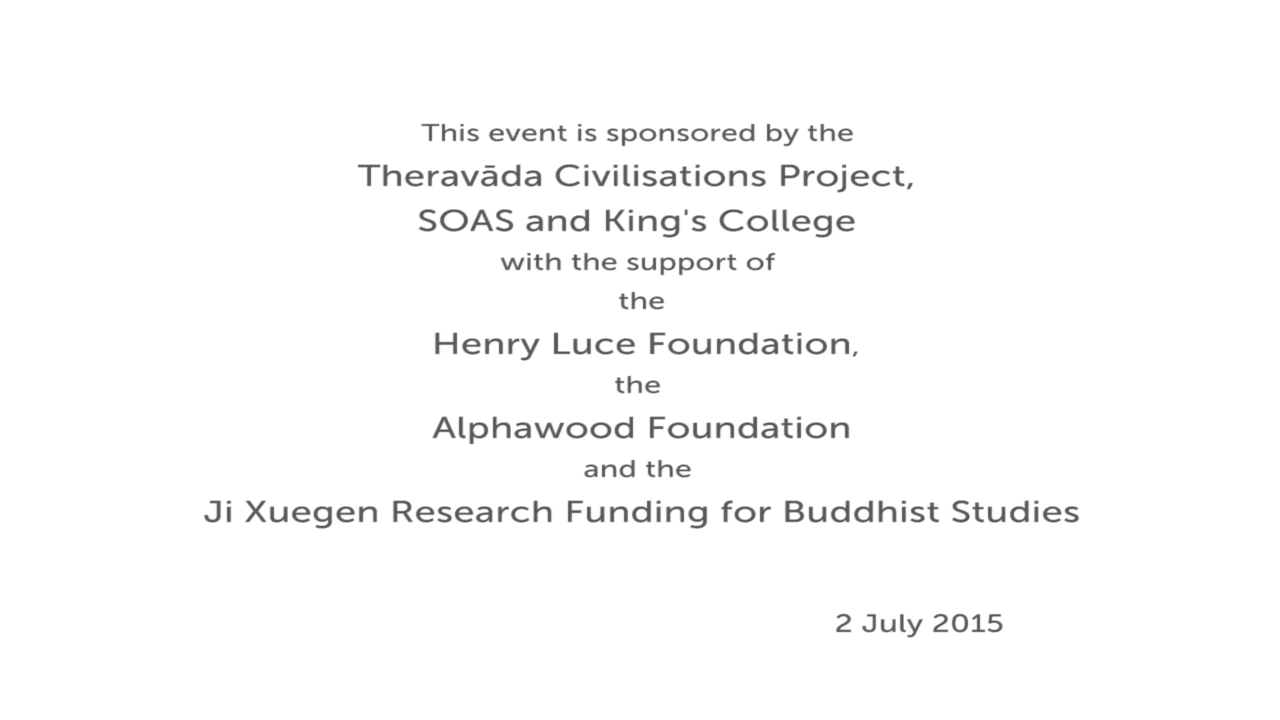 This event is sponsored by the
Theravāda Civilisations Project,
SOAS and King's College
with the support of
the
Henry Luce Foundation,
the
Alphawood Foundation
and the
Ji Xuegen Research Funding for Buddhist Studies
2 July 2015